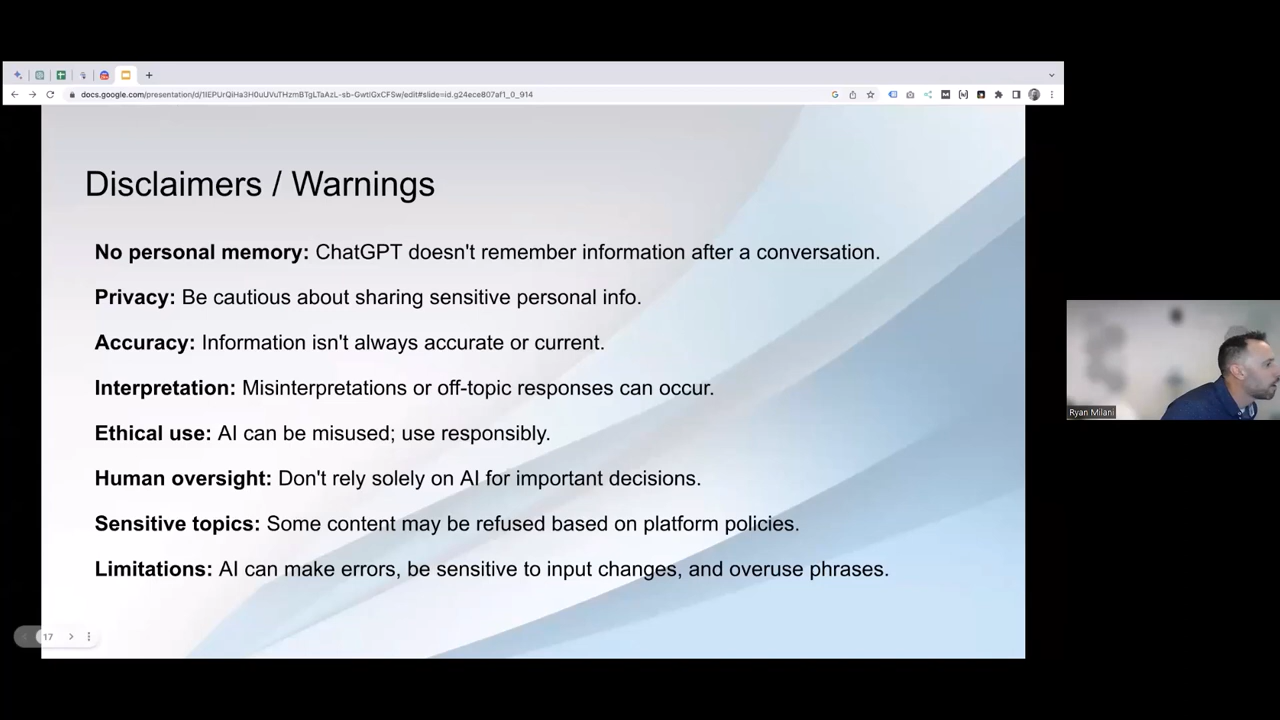 docs.google.com/presentation/d/1IEPUrQiHa3H0uUVuTHzmBTgLTaAzL-sb-GwtlGxCFSw/edit#slide=id.g24ece807af1_0_914
Disclaimers / Warnings
No personal memory: ChatGPT doesn't remember information after a conversation.
Privacy: Be cautious about sharing sensitive personal info.
Accuracy: Information isn't always accurate or current.
Interpretation: Misinterpretations or off-topic responses can occur.
Ethical use: AI can be misused; use responsibly.
Human oversight: Don't rely solely on AI for important decisions.
Sensitive topics: Some content may be refused based on platform policies.
Limitations: AI can make errors, be sensitive to input changes, and overuse phrases.
17
Ryan Milani